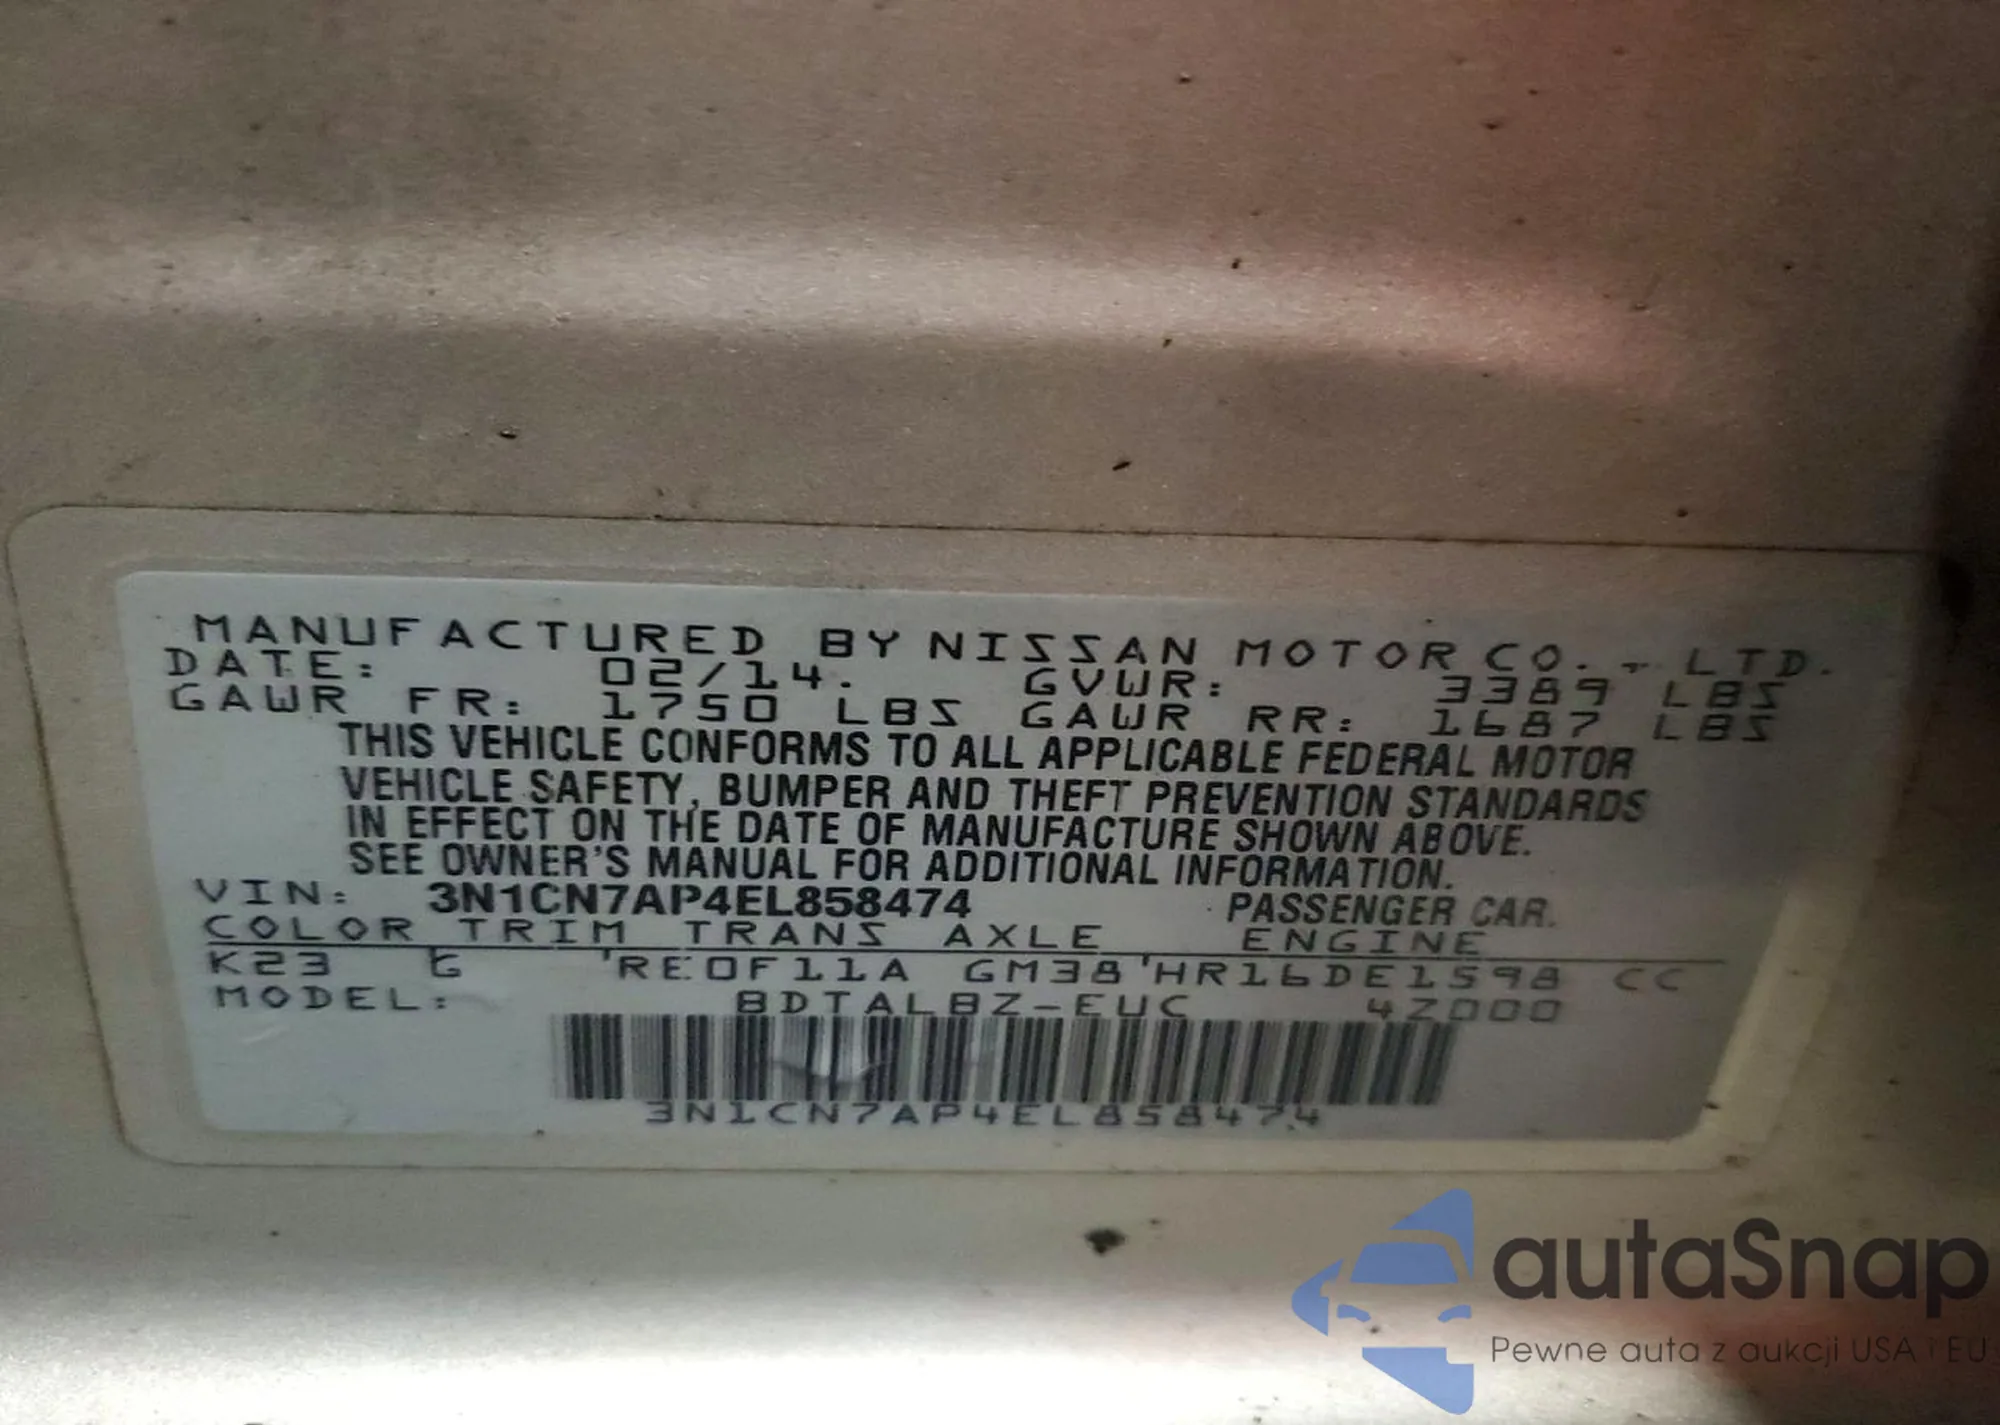 MANUFACTURED BY NISSAN MOTOR CO., LTD.
DATE: 02/14. GVWR: 3389 LBS
GAWR FR: 1750 LBS GAWR RR: 1687 LBS
THIS VEHICLE CONFORMS TO ALL APPLICABLE FEDERAL MOTOR
VEHICLE SAFETY, BUMPER AND THEFT PREVENTION STANDARDS
IN EFFECT ON THE DATE OF MANUFACTURE SHOWN ABOVE.
SEE OWNER'S MANUAL FOR ADDITIONAL INFORMATION.
VIN: 3N1CN7AP4EL858474 PASSENGER CAR.
COLOR TRIM TRANS AXLE ENGINE
K23 G RE0F11A GM38 HR16DE1598 CC
MODEL: BDTALBZ-EUC 4Z000
3N1CN7AP4EL858474
autaSnap
Pewne auta z aukcji USA i EU